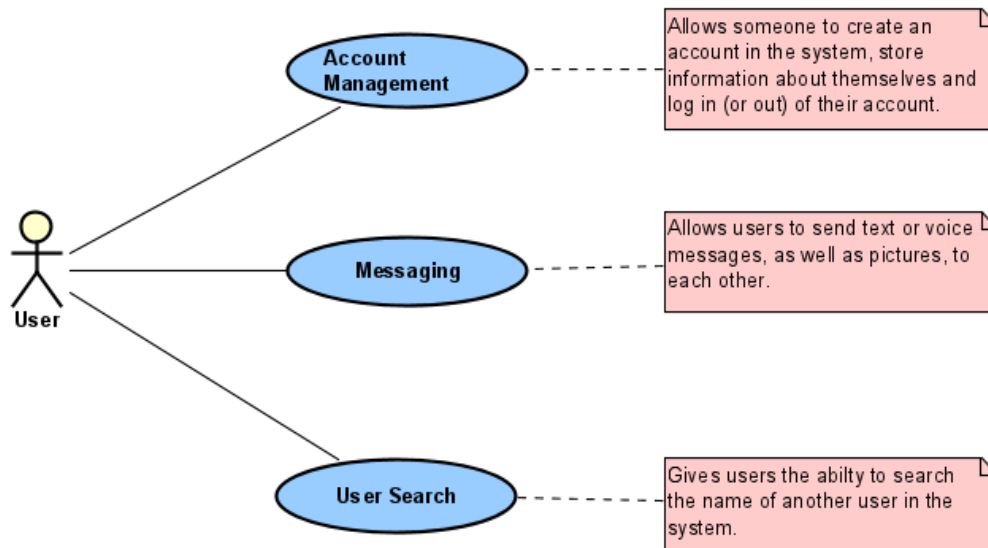 Account
Management
Allows someone to create an
account in the system, store
information about themselves and
log in (or out) of their account.
User
Messaging
Allows users to send text or voice
messages, as well as pictures, to
each other.
User Search
Gives users the abilty to search
the name of another user in the
system.